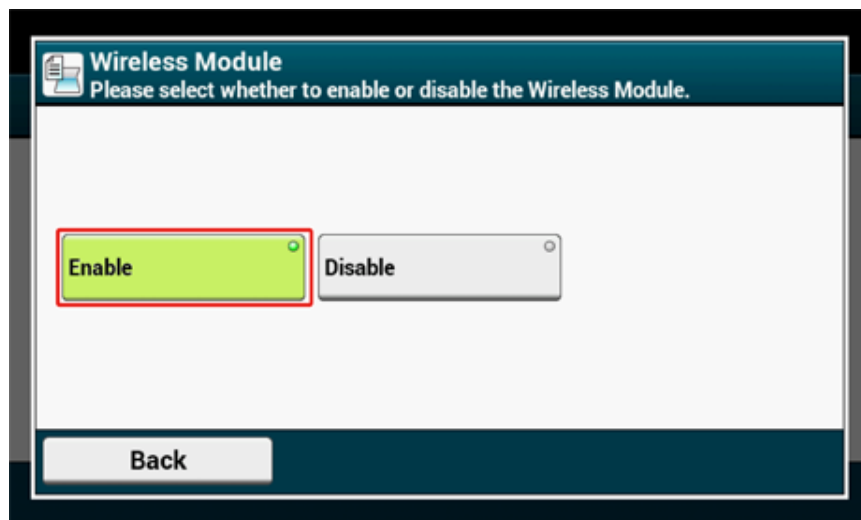 Wireless Module
Please select whether to enable or disable the Wireless Module.
Enable
Disable
Back